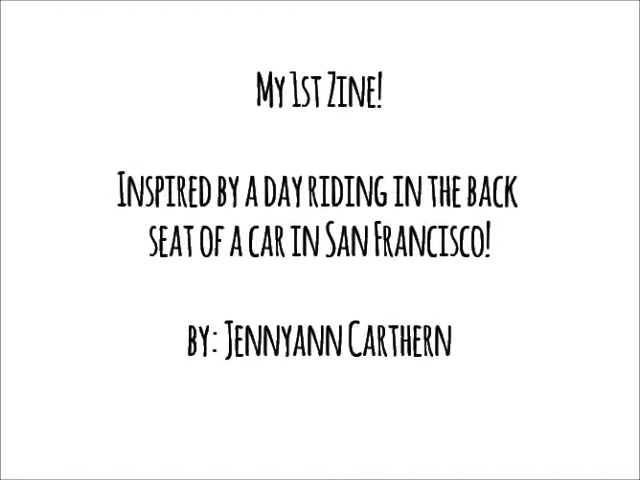 My 1st Zine!
Inspired by a day riding in the back
seat of a car in San Francisco!
by: Jennyann Carthern